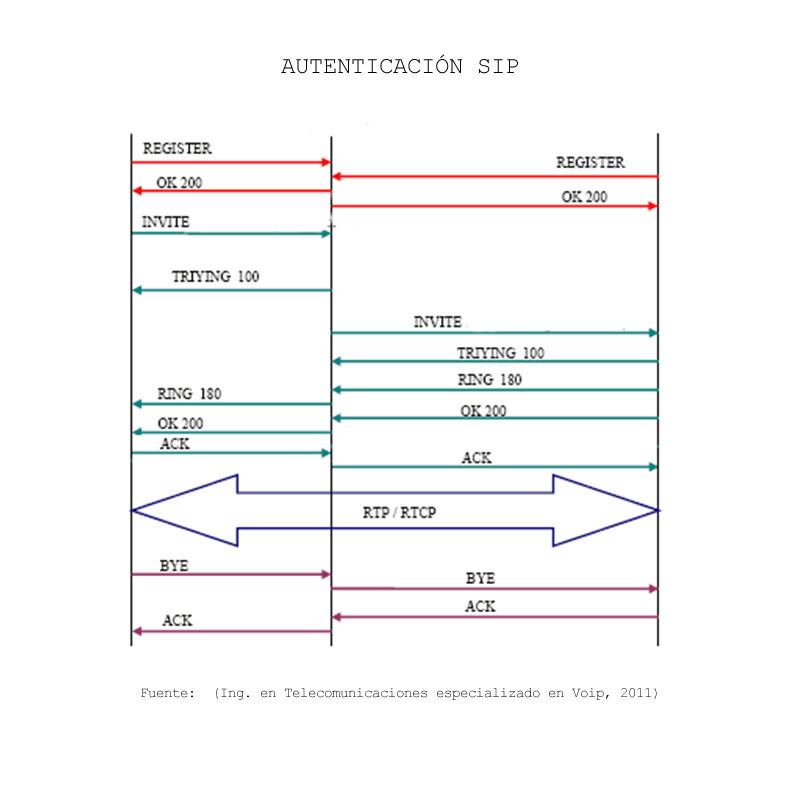 AUTENTICACIÓN SIP
REGISTER
REGISTER
OK 200
OK 200
INVITE
TRIYING 100
INVITE
TRIYING 100
RING 180
RING 180
OK 200
OK 200
ACK
ACK
RTP / RTCP
BYE
BYE
ACK
ACK
Fuente: (Ing. en Telecomunicaciones especializado en Voip, 2011)